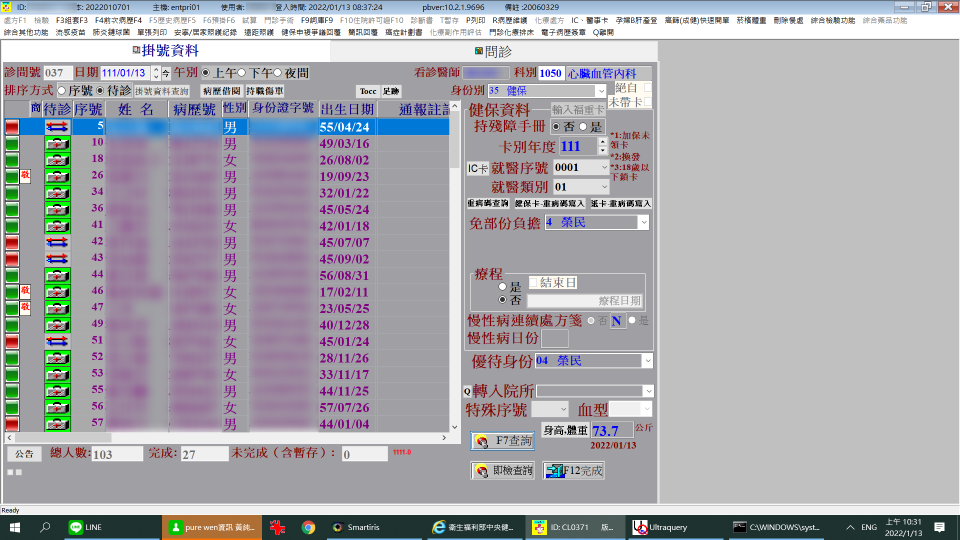 ID: 本: 2022010701 主機: entpri01 使用者: 登入時間: 2022/01/13 08:37:24 pbver:10.2.1.9696 備註 :20060329
處方F1 檢驗 F3組套F3 F4前次病歷F4 F5歷史病歷F5 F6預掛F6 試算 門診手術 F9調單F9 F10住院許可證F10 診斷書 T暫存 P列印 R病歷總續 化療處方 IC、醫事卡 孕婦B肝產登 癌篩(成健)快速開單 菸檳體重 刪除餐處 綜合檢驗功能 綜合藥品功能
綜合其他功能 流感疫苗 肺炎鏈球菌 單張列印 安寧/居家照護紀錄 遠距照護 健保申報爭議回覆 簡訊回覆 癌症計劃書 化療副作用評估 門診化療排床 電子病歷簽章 Q離開
掛號資料 問診
診間號 037 日期 111/01/13 今 午別 上午 下午 夜間 看診醫師 科別 1050 心臟血管內科
排序方式 序號 待診 掛號資料查詢 病歷借閱 持殘傷車 Tocc 足跡 身份別 35 健保 絕自
未帶卡
商 待診 序號 姓 名 病歷號 性別 身份證字號 出生日期 通報註記
5 男 55/04/24
10 男 49/03/16
18 女 26/08/02
26 敬 男 19/09/23
34 男 32/01/22
36 男 45/05/24
41 女 42/01/18
42 男 45/07/07
43 男 45/09/02
44 男 56/08/31
46 敬 女 17/02/11
47 敬 女 23/05/25
49 男 40/12/28
51 女 45/01/24
52 男 28/11/26
53 女 33/11/17
55 男 44/11/25
56 女 57/07/26
57 男 44/01/04
健保資料 輸入福重卡
持殘障手冊 否 是
卡別年度 111
*1:加保未領卡
*2:換發
*3:18歲以下鎖卡
IC卡 就醫序號 0001
就醫類別 01
重病碼查詢 健保卡-重病碼寫入 紙卡-重病碼寫入
免部份負擔 4 榮民
療程
是 結束日
否 療程日期
慢性病連續處方箋 否 N 是
慢性病日份
優待身份 04 榮民
Q 轉入院所
特殊序號 血型
F7查詢 身高.體重 73.7 公斤
2022/01/13
即檢查詢 F12完成
公告 總人數: 103 完成: 27 未完成（含暫存）: 0 1111-0
Ready
LINE pure wen資訊 黃純... Smartiris 衛生福利部中央健... ID: CL0371 版... Ultraquery C:\WINDOWS\syst... ENG 上午 10:31
2022/1/13